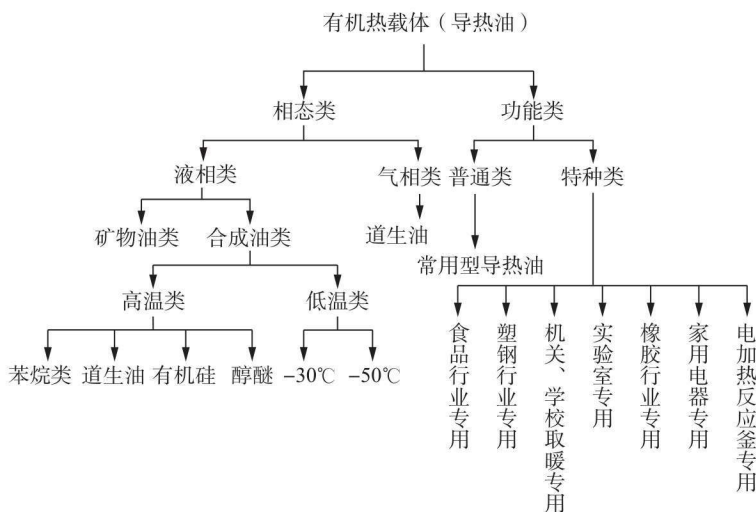 有机热载体（导热油）
相态类
功能类
液相类
气相类
普通类
特种类
矿物油类
合成油类
道生油
常用型导热油
高温类
低温类
苯烷类
道生油
有机硅
醇醚
-30℃
-50℃
食品行业专用
塑钢行业专用
机关、学校取暖专用
实验室专用
橡胶行业专用
家用电器专用
电加热反应釜专用